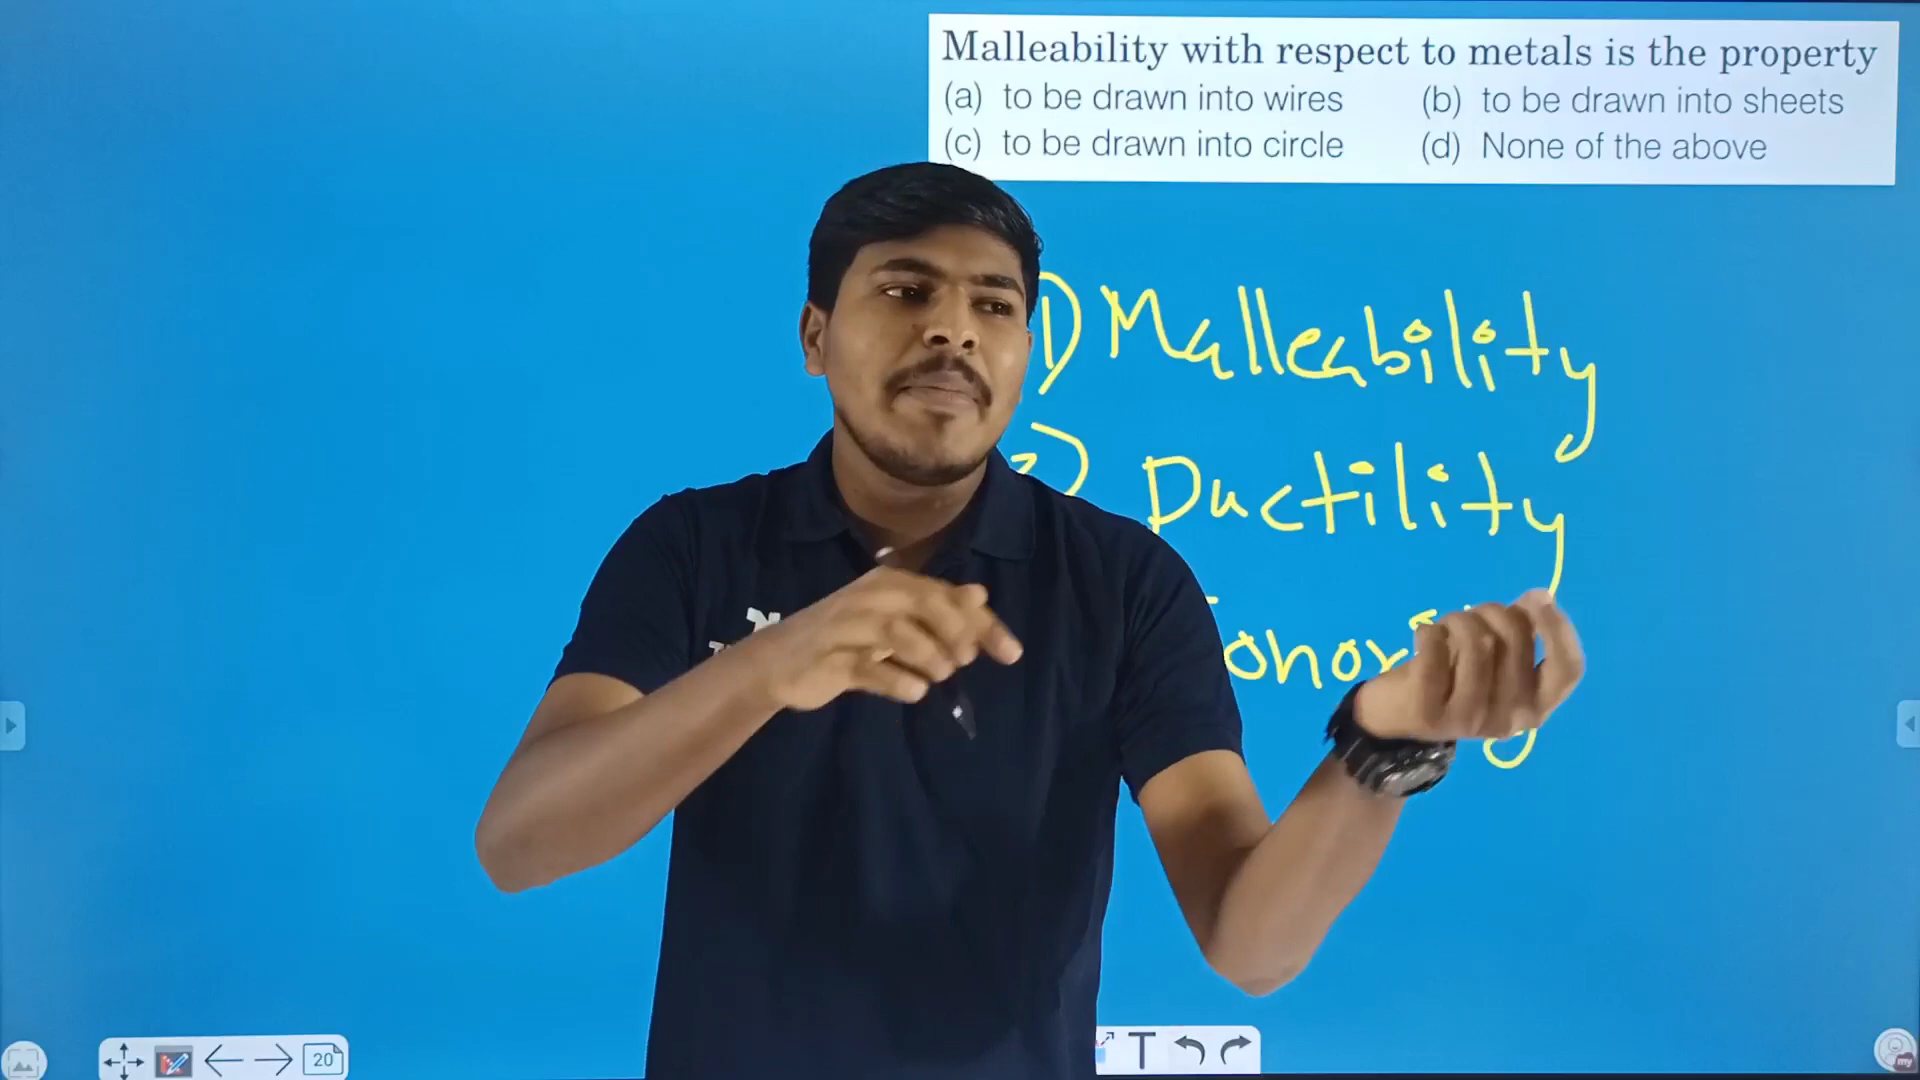 Malleability with respect to metals is the property
(a) to be drawn into wires (b) to be drawn into sheets
(c) to be drawn into circle (d) None of the above
1) Malleability
Ductility
20
T
my